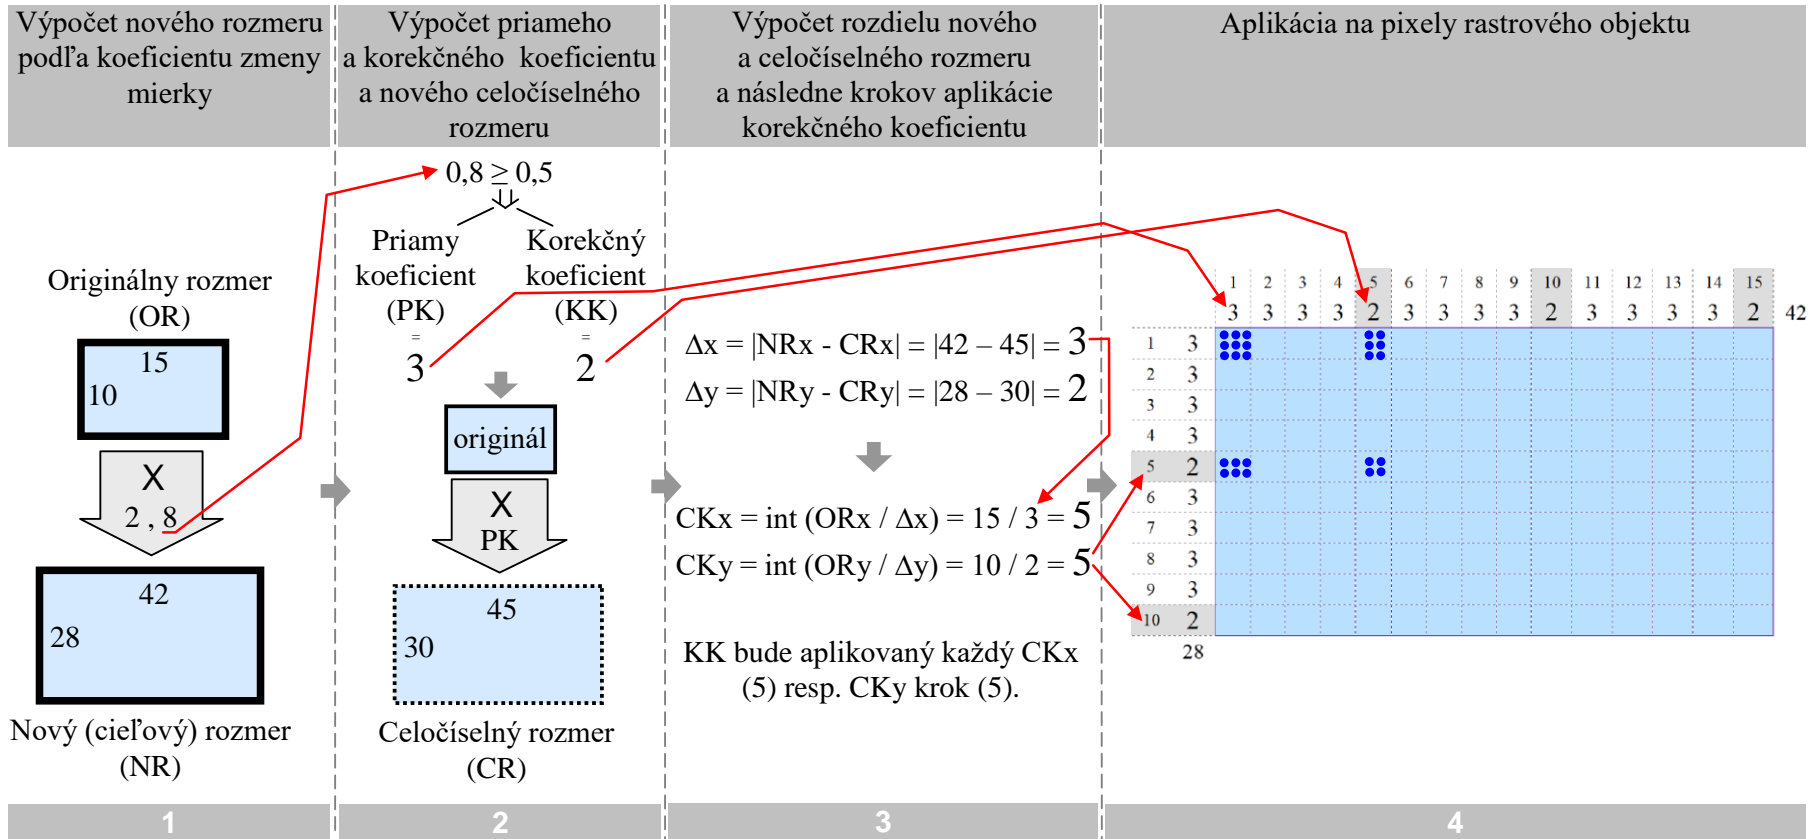 Výpočet nového rozmeru
podľa koeficientu zmeny
mierky
Originálny rozmer
(OR)
15
10
X
2 , 8
42
28
Nový (cieľový) rozmer
(NR)
1
Výpočet priameho
a korekčného koeficientu
a nového celočíselného
rozmeru
0,8 ≥ 0,5
Priamy
koeficient
(PK)
=
3
Korekčný
koeficient
(KK)
=
2
originál
X
PK
45
30
Celočíselný rozmer
(CR)
2
Výpočet rozdielu nového
a celočíselného rozmeru
a následne krokov aplikácie
korekčného koeficientu
Δx = |NRx - CRx| = |42 – 45| = 3
Δy = |NRy - CRy| = |28 – 30| = 2
CKx = int (ORx / Δx) = 15 / 3 = 5
CKy = int (ORy / Δy) = 10 / 2 = 5
KK bude aplikovaný každý CKx
(5) resp. CKy krok (5).
3
Aplikácia na pixely rastrového objektu
1 2 3 4 5 6 7 8 9 10 11 12 13 14 15
3 3 3 3 2 3 3 3 3 2 3 3 3 3 2 42
1 3
2 3
3 3
4 3
5 2
6 3
7 3
8 3
9 3
10 2
28
4